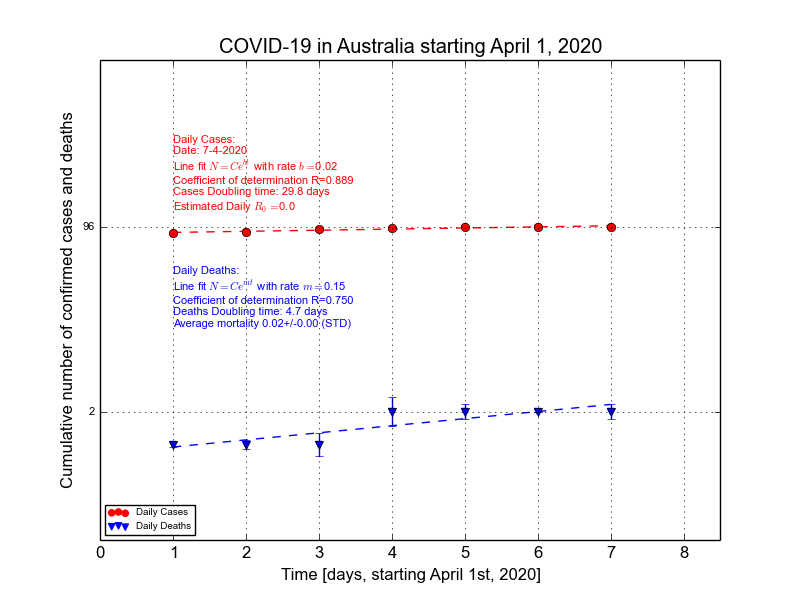 COVID-19 in Australia starting April 1, 2020
Cumulative number of confirmed cases and deaths
Daily Cases:
Date: 7-4-2020
Line fit N = Ce^{bt} with rate b =0.02
Coefficient of determination R=0.889
Cases Doubling time: 29.8 days
Estimated Daily R_0 =0.0
96
Daily Deaths:
Line fit N = Ce^{mt} with rate m =0.15
Coefficient of determination R=0.750
Deaths Doubling time: 4.7 days
Average mortality 0.02+/-0.00 (STD)
2
Daily Cases
Daily Deaths
0 1 2 3 4 5 6 7 8
Time [days, starting April 1st, 2020]